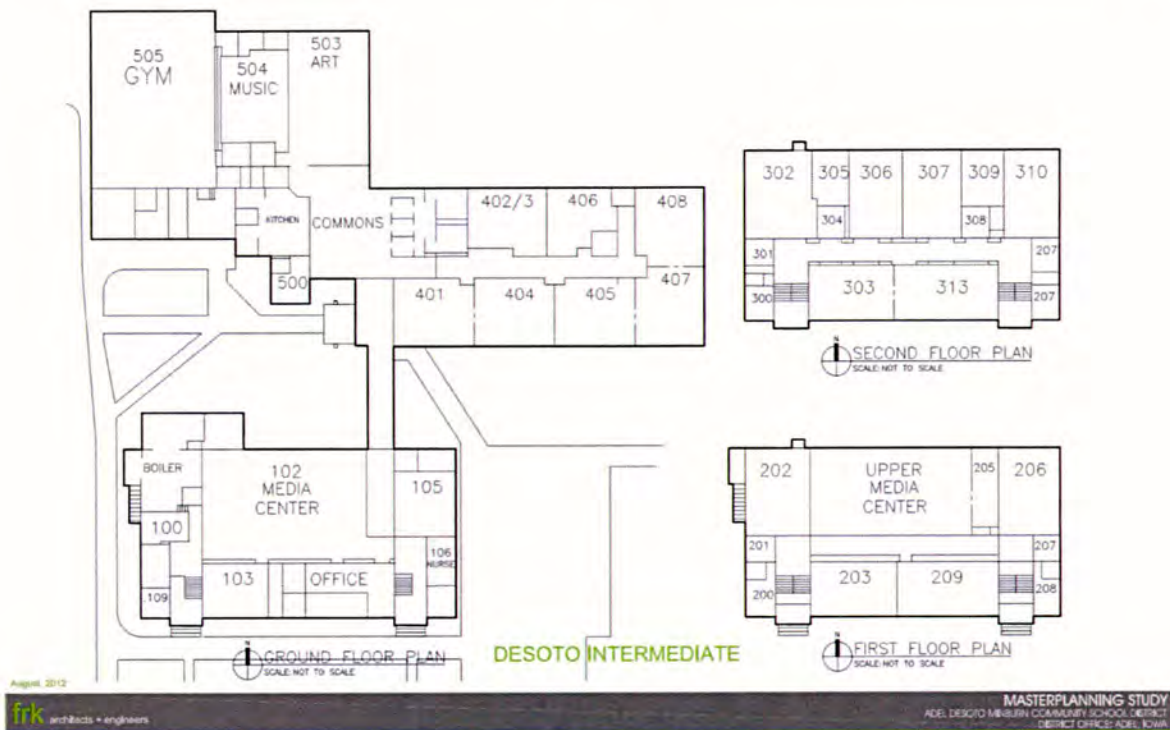 505
GYM
504
MUSIC
503
ART
KITCHEN
COMMONS
500
402/3
406
408
401
404
405
407
302
305
306
307
309
310
304
308
301
207
300
303
313
207
N
SECOND FLOOR PLAN
SCALE: NOT TO SCALE
BOILER
102
MEDIA
CENTER
105
100
106
NURSE
103
OFFICE
109
N
GROUND FLOOR PLAN
SCALE: NOT TO SCALE
202
UPPER
MEDIA
CENTER
205
206
201
207
203
209
200
208
N
FIRST FLOOR PLAN
SCALE: NOT TO SCALE
DESOTO INTERMEDIATE
August, 2012
frk architects + engineers
MASTERPLANNING STUDY
ADEL DESOTO MINBURN COMMUNITY SCHOOL DISTRICT
DISTRICT OFFICE: ADEL, IOWA